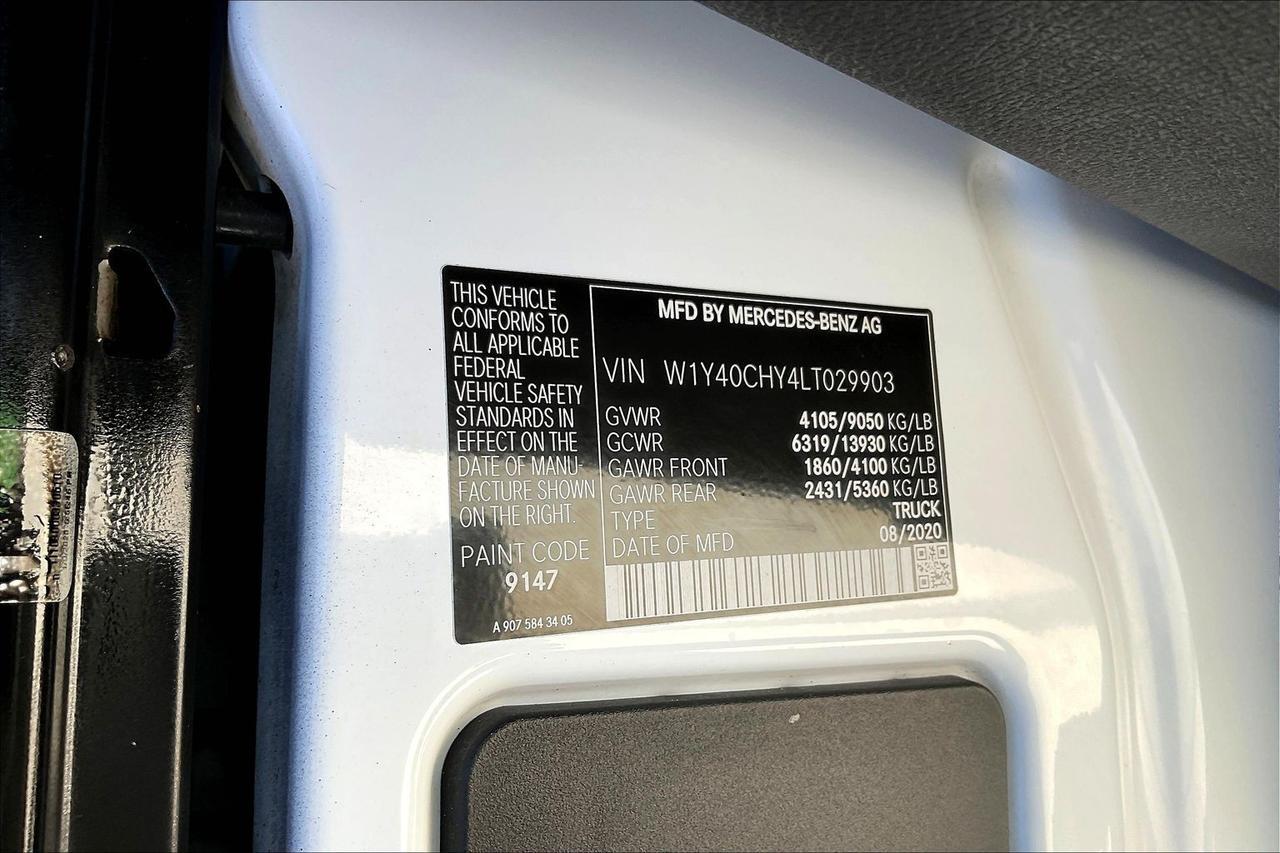 THIS VEHICLE
CONFORMS TO
ALL APPLICABLE
FEDERAL
VEHICLE SAFETY
STANDARDS IN
EFFECT ON THE
DATE OF MANU-
FACTURE SHOWN
ON THE RIGHT.
PAINT CODE
9147
A 907 584 34 05
MFD BY MERCEDES-BENZ AG
VIN W1Y40CHY4LT029903
GVWR 4105/9050 KG/LB
GCWR 6319/13930 KG/LB
GAWR FRONT 1860/4100 KG/LB
GAWR REAR 2431/5360 KG/LB
TYPE TRUCK
DATE OF MFD 08/2020